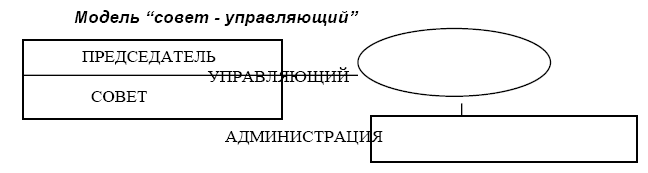 Модель “совет - управляющий”
ПРЕДСЕДАТЕЛЬ
УПРАВЛЯЮЩИЙ
СОВЕТ
АДМИНИСТРАЦИЯ